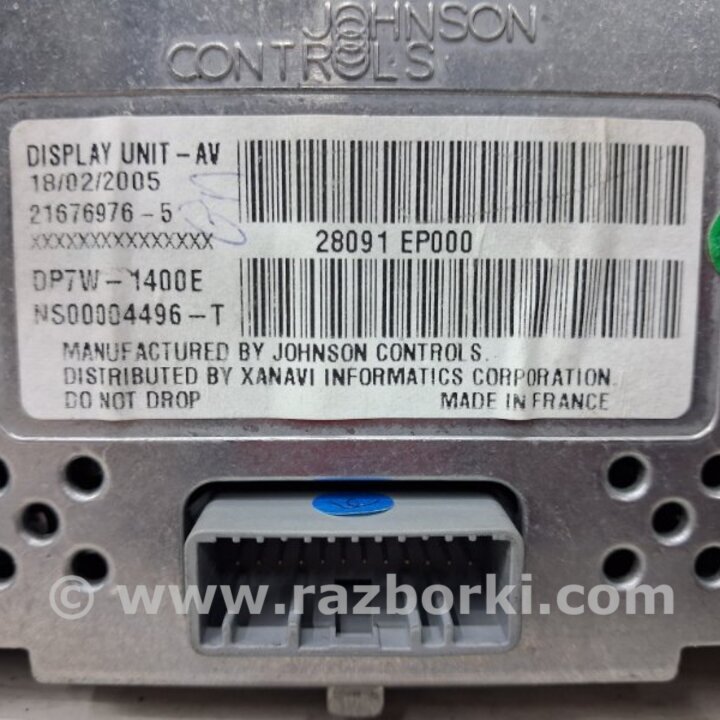 JOHNSON
CONTROLS
DISPLAY UNIT - AV
18/02/2005
21676976 - 5
XXXXXXXXXXXXXXXX
28091 EP000
DP7W - 1400E
NS00004496 - T
MANUFACTURED BY JOHNSON CONTROLS.
DISTRIBUTED BY XANAVI INFORMATICS CORPORATION.
DO NOT DROP MADE IN FRANCE
© www.razborki.com